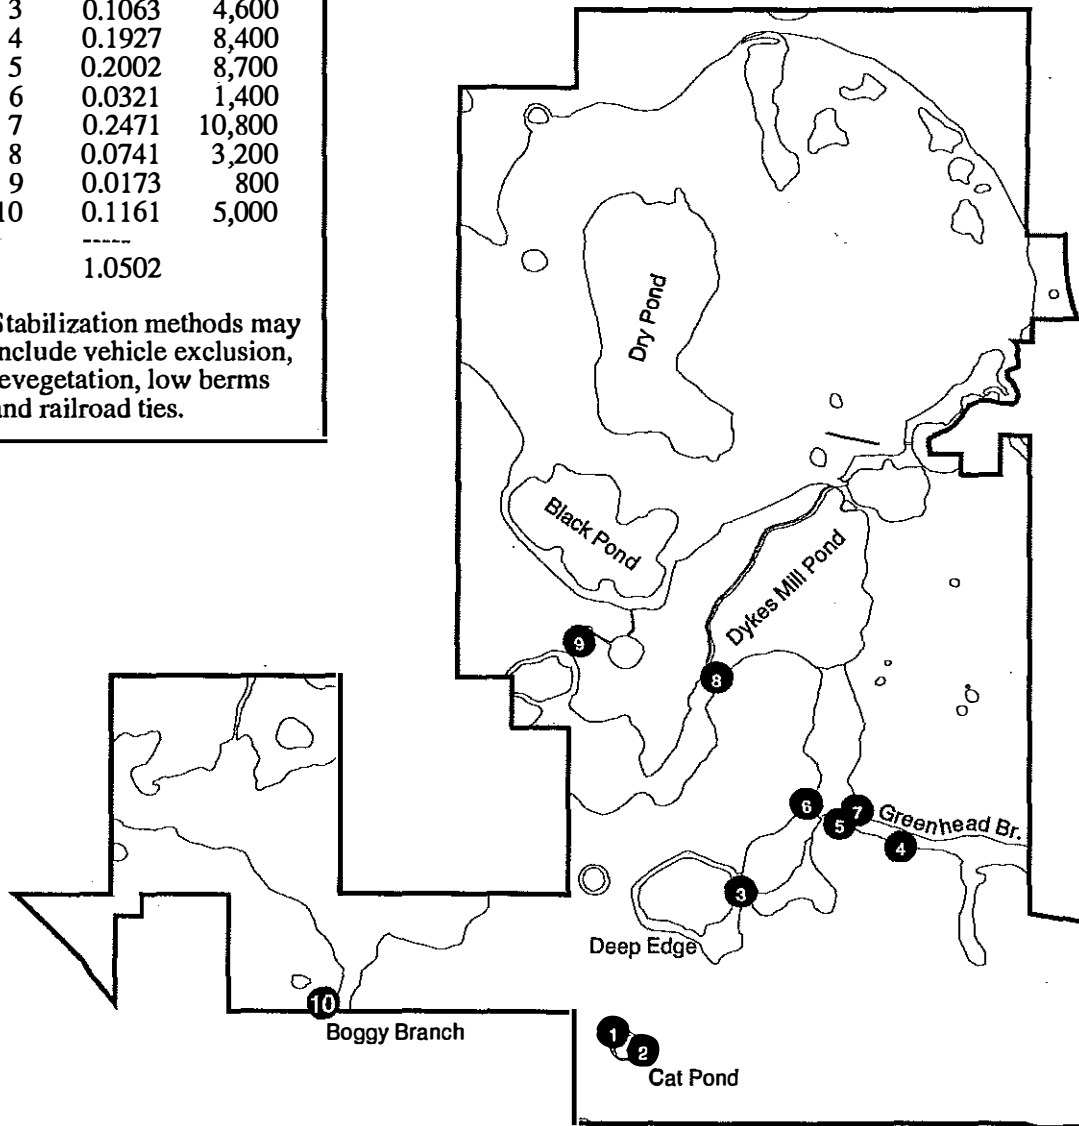 3 0.1063 4,600
4 0.1927 8,400
5 0.2002 8,700
6 0.0321 1,400
7 0.2471 10,800
8 0.0741 3,200
9 0.0173 800
10 0.1161 5,000
-----
1.0502
Stabilization methods may
nclude vehicle exclusion,
evegetation, low berms
and railroad ties.
Dry Pond
Black Pond
Dykes Mill Pond
9
8
6
7
5
Greenhead Br.
4
3
Deep Edge
10
Boggy Branch
1
2
Cat Pond